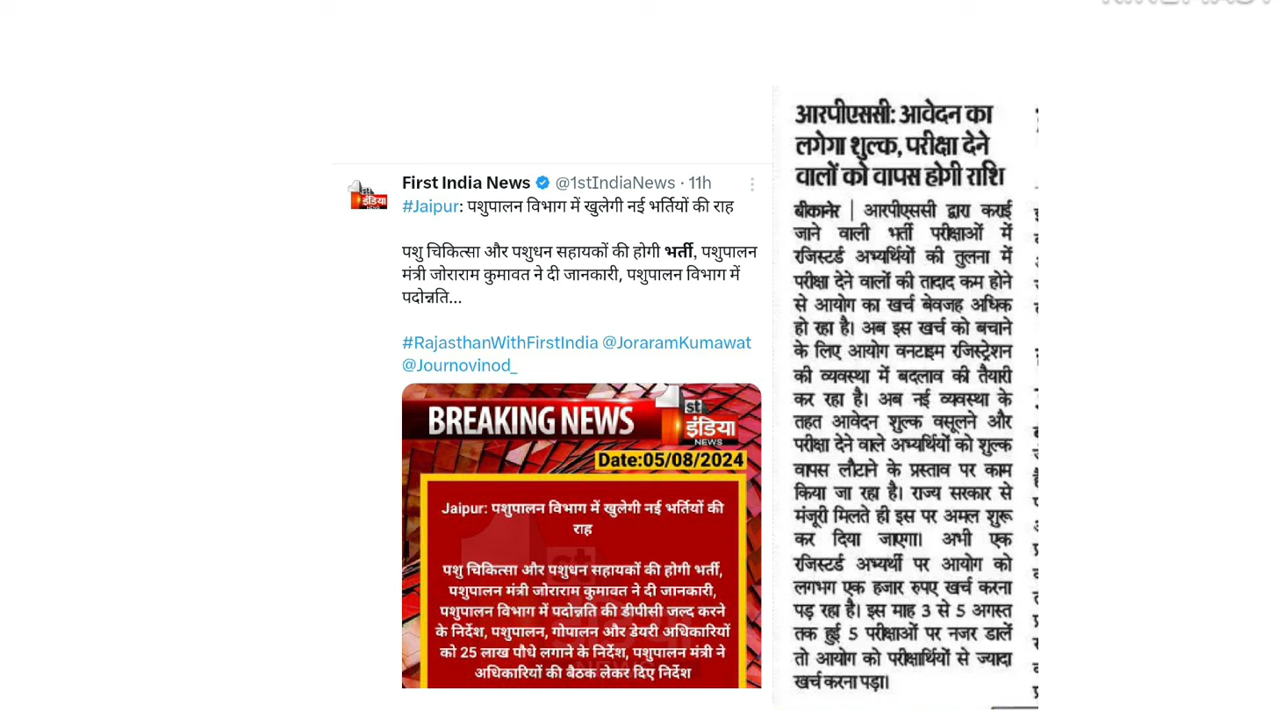 First India News @1stIndiaNews · 11h
#Jaipur: पशुपालन विभाग में खुलेगी नई भर्तियों की राह
पशु चिकित्सा और पशुधन सहायकों की होगी भर्ती, पशुपालन
मंत्री जोराराम कुमावत ने दी जानकारी, पशुपालन विभाग में
पदोन्नति...
#RajasthanWithFirstIndia @JoraramKumawat
@Journovinod_
BREAKING NEWS
1st
इंडिया
NEWS
Date:05/08/2024
Jaipur: पशुपालन विभाग में खुलेगी नई भर्तियों की
राह
पशु चिकित्सा और पशुधन सहायकों की होगी भर्ती,
पशुपालन मंत्री जोराराम कुमावत ने दी जानकारी,
पशुपालन विभाग में पदोन्नति की डीपीसी जल्द करने
के निर्देश, पशुपालन, गोपालन और डेयरी अधिकारियों
को 25 लाख पौधे लगाने के निर्देश, पशुपालन मंत्री ने
अधिकारियों की बैठक लेकर दिए निर्देश
आरपीएससी: आवेदन का
लगेगा शुल्क, परीक्षा देने
वालों को वापस होगी राशि
बीकानेर | आरपीएससी द्वारा कराई
जाने वाली भर्ती परीक्षाओं में
रजिस्टर्ड अभ्यर्थियों की तुलना में
परीक्षा देने वालों की तादाद कम होने
से आयोग का खर्च बेवजह अधिक
हो रहा है। अब इस खर्च को बचाने
के लिए आयोग वनटाइम रजिस्ट्रेशन
की व्यवस्था में बदलाव की तैयारी
कर रहा है। अब नई व्यवस्था के
तहत आवेदन शुल्क वसूलने और
परीक्षा देने वाले अभ्यर्थियों को शुल्क
वापस लौटाने के प्रस्ताव पर काम
किया जा रहा है। राज्य सरकार से
मंजूरी मिलते ही इस पर अमल शुरू
कर दिया जाएगा। अभी एक
रजिस्टर्ड अभ्यर्थी पर आयोग को
लगभग एक हजार रुपए खर्च करना
पड़ रहा है। इस माह 3 से 5 अगस्त
तक हुई 5 परीक्षाओं पर नजर डालें
तो आयोग को परीक्षार्थियों से ज्यादा
खर्च करना पड़ा।